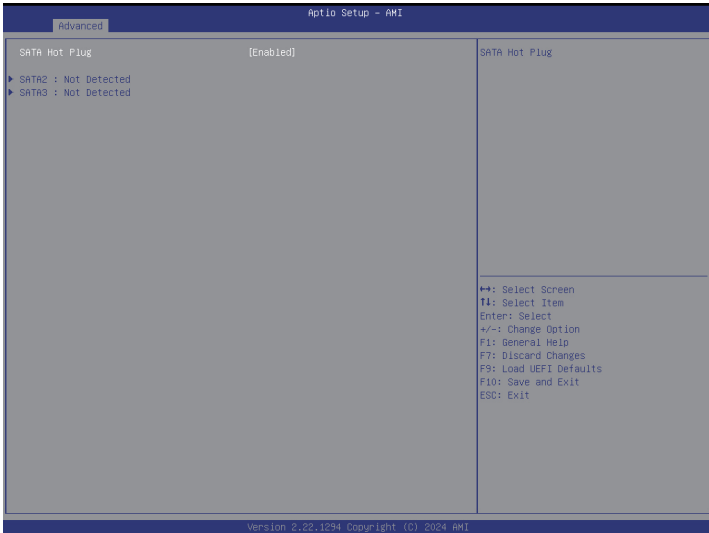 Aptio Setup – AMI
Advanced
SATA Hot Plug [Enabled]
SATA2 : Not Detected
SATA3 : Not Detected
SATA Hot Plug
↔: Select Screen
↑↓: Select Item
Enter: Select
+/-: Change Option
F1: General Help
F7: Discard Changes
F9: Load UEFI Defaults
F10: Save and Exit
ESC: Exit
Version 2.22.1294 Copyright (C) 2024 AMI